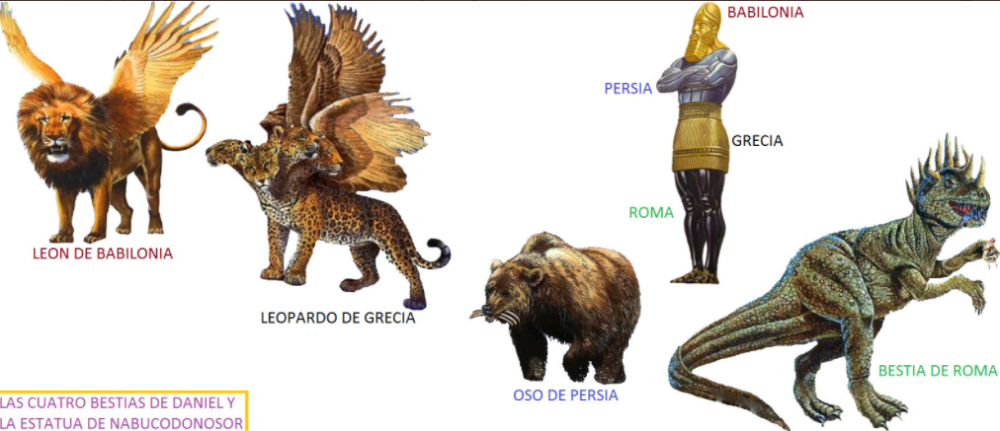 BABILONIA
PERSIA
GRECIA
ROMA
LEON DE BABILONIA
LEOPARDO DE GRECIA
OSO DE PERSIA
BESTIA DE ROMA
LAS CUATRO BESTIAS DE DANIEL Y
LA ESTATUA DE NABUCODONOSOR